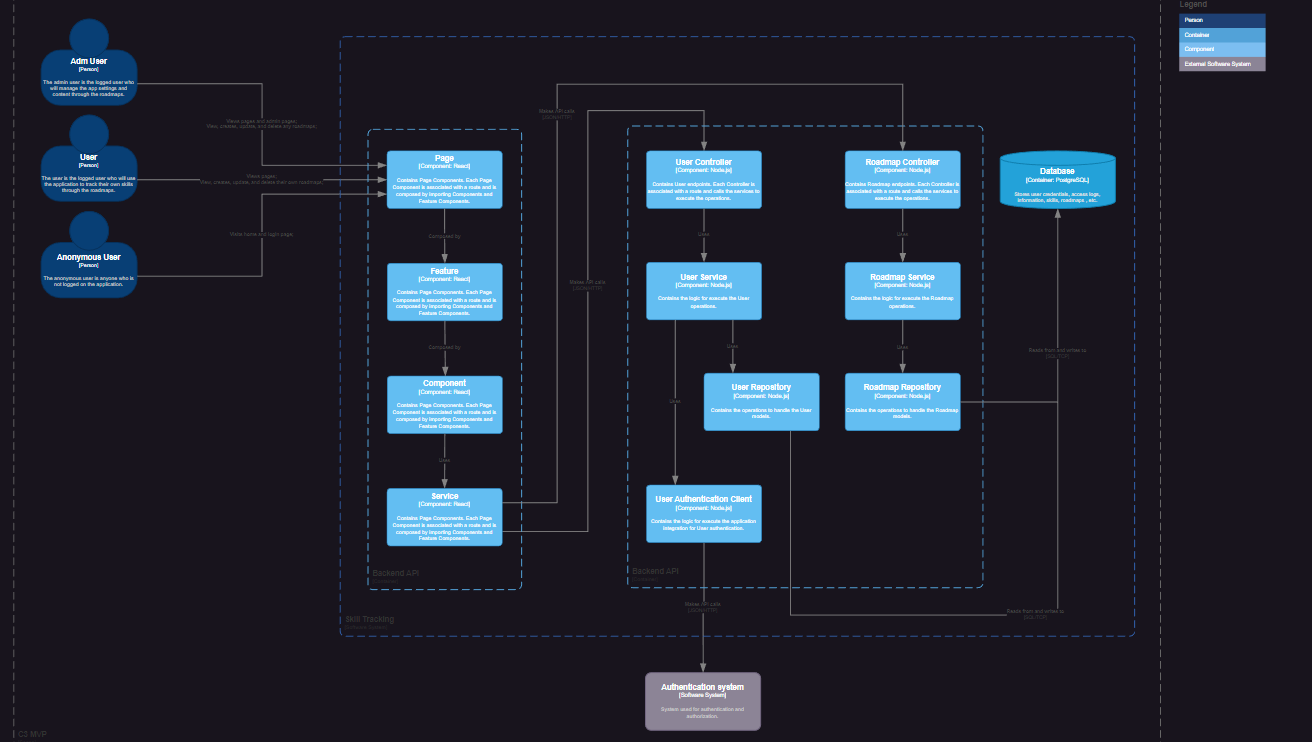 Legend
Person
Container
Component
External Software System
Adm User
[Person]
The admin user is the logged user who
will manage the app settings and
content through the roadmaps.
User
[Person]
The user is the logged user who will use
the application to track their own skills
through the roadmaps.
Anonymous User
[Person]
The anonymous user is anyone who is
not logged on the application.
Views pages and admin pages;
View, creates, update, and delete any roadmaps;
Views pages;
View, creates, update, and delete their own roadmaps;
Visits home and login page;
Page
[Component: React]
Contains Page Components. Each Page
Component is associated with a route and is
composed by importing Components and
Feature Components.
Composed by
Feature
[Component: React]
Contains Page Components. Each Page
Component is associated with a route and is
composed by importing Components and
Feature Components.
Composed by
Component
[Component: React]
Contains Page Components. Each Page
Component is associated with a route and is
composed by importing Components and
Feature Components.
Uses
Service
[Component: React]
Contains Page Components. Each Page
Component is associated with a route and is
composed by importing Components and
Feature Components.
Backend API
Makes API calls
[JSON/HTTP]
Makes API calls
[JSON/HTTP]
User Controller
[Component: Node.js]
Contains User endpoints. Each Controller is
associated with a route and calls the services to
execute the operations.
Uses
User Service
[Component: Node.js]
Contains the logic for execute the User
operations.
Uses
Uses
User Repository
[Component: Node.js]
Contains the operations to handle the User
models.
User Authentication Client
[Component: Node.js]
Contains the logic for execute the application
integration for User authentication.
Roadmap Controller
[Component: Node.js]
Contains Roadmap endpoints. Each Controller is
associated with a route and calls the services to
execute the operations.
Uses
Roadmap Service
[Component: Node.js]
Contains the logic for execute the Roadmap
operations.
Uses
Roadmap Repository
[Component: Node.js]
Contains the operations to handle the Roadmap
models.
Backend API
Database
[Container: PostgreSQL]
Stores user credentials, access logs,
information, skills, roadmaps , etc.
Reads from and writes to
Reads from and writes to
Makes API calls
[JSON/HTTP]
Skill Tracking
Authentication system
[Software System]
System used for authentication and
authorization.
C3 MVP